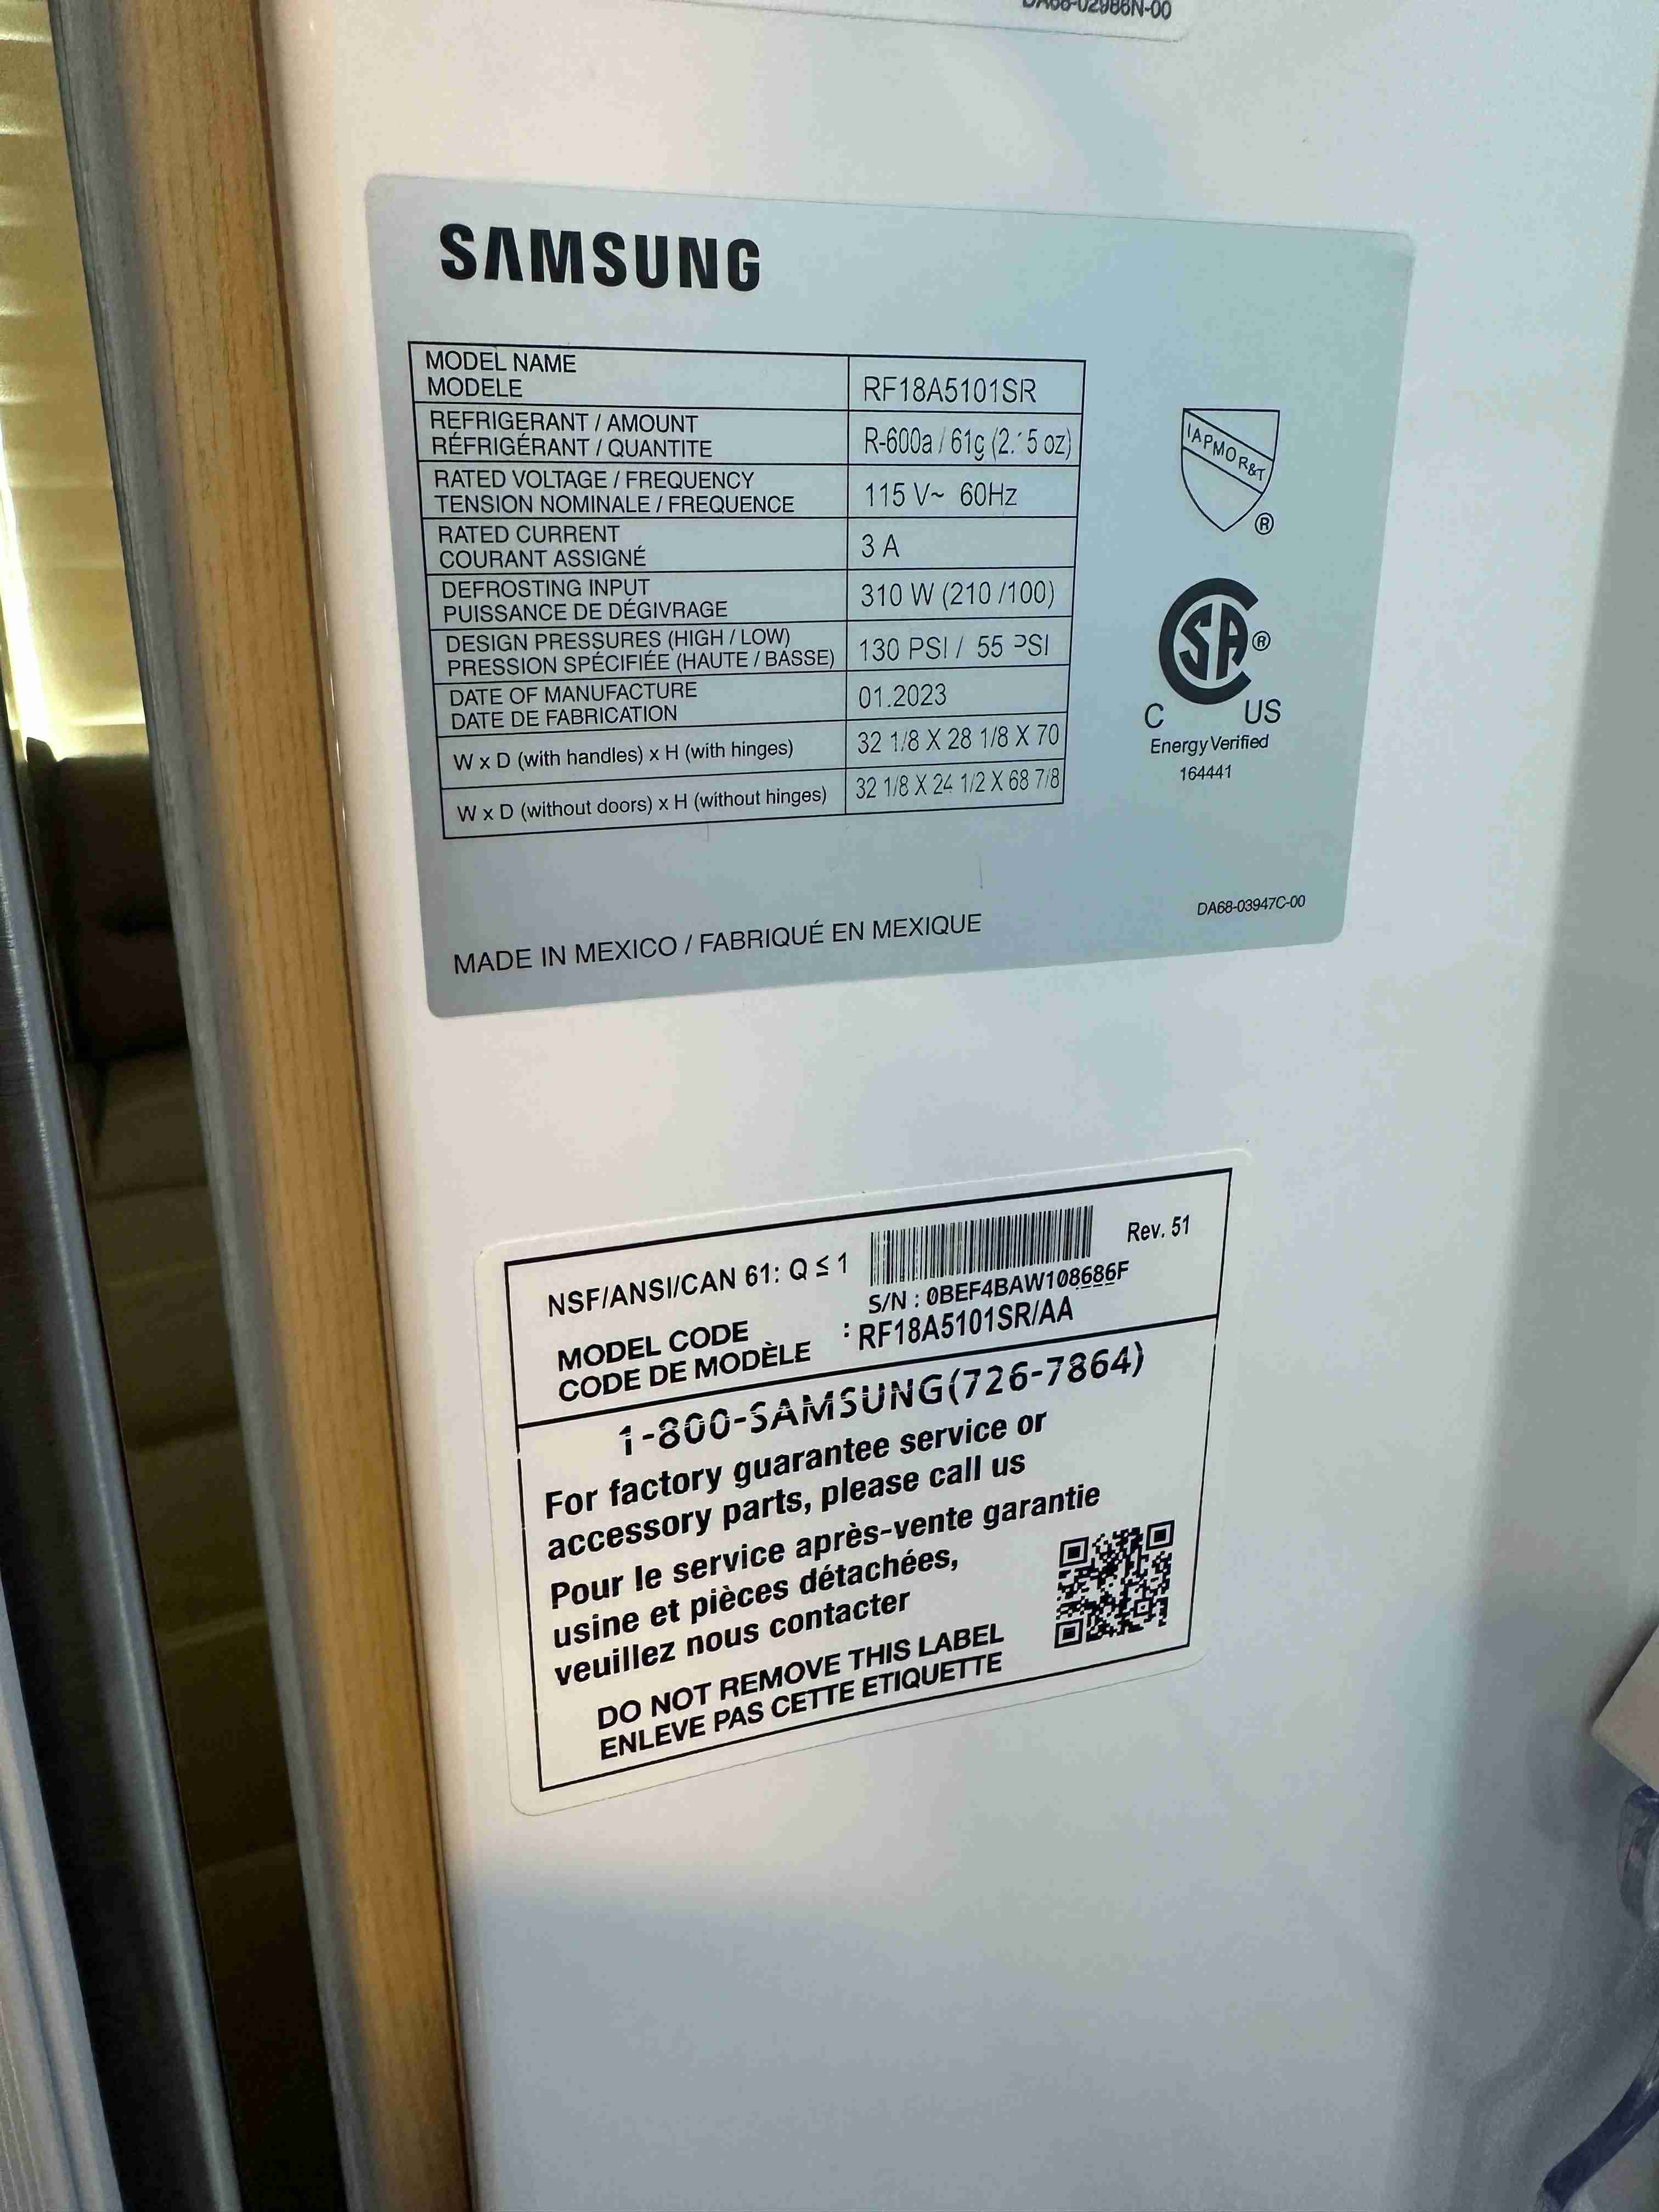 DA68-02986N-00
SAMSUNG
MODEL NAME
MODELE
RF18A5101SR
REFRIGERANT / AMOUNT
RÉFRIGÉRANT / QUANTITE
R-600a / 61g (2.15 oz)
RATED VOLTAGE / FREQUENCY
TENSION NOMINALE / FREQUENCE
115 V~ 60Hz
RATED CURRENT
COURANT ASSIGNÉ
3 A
DEFROSTING INPUT
PUISSANCE DE DÉGIVRAGE
310 W (210 /100)
DESIGN PRESSURES (HIGH / LOW)
PRESSION SPÉCIFIÉE (HAUTE / BASSE)
130 PSI / 55 PSI
DATE OF MANUFACTURE
DATE DE FABRICATION
01.2023
W x D (with handles) x H (with hinges)
32 1/8 X 28 1/8 X 70
W x D (without doors) x H (without hinges)
32 1/8 X 24 1/2 X 68 7/8
IAPMO R&T
®
SA ®
C US
Energy Verified
164441
DA68-03947C-00
MADE IN MEXICO / FABRIQUÉ EN MEXIQUE
NSF/ANSI/CAN 61: Q ≤ 1
Rev. 51
S/N : 0BEF4BAW108686F
MODEL CODE
CODE DE MODÈLE
: RF18A5101SR/AA
1-800-SAMSUNG(726-7864)
For factory guarantee service or
accessory parts, please call us
Pour le service après-vente garantie
usine et pièces détachées,
veuillez nous contacter
DO NOT REMOVE THIS LABEL
ENLEVE PAS CETTE ETIQUETTE